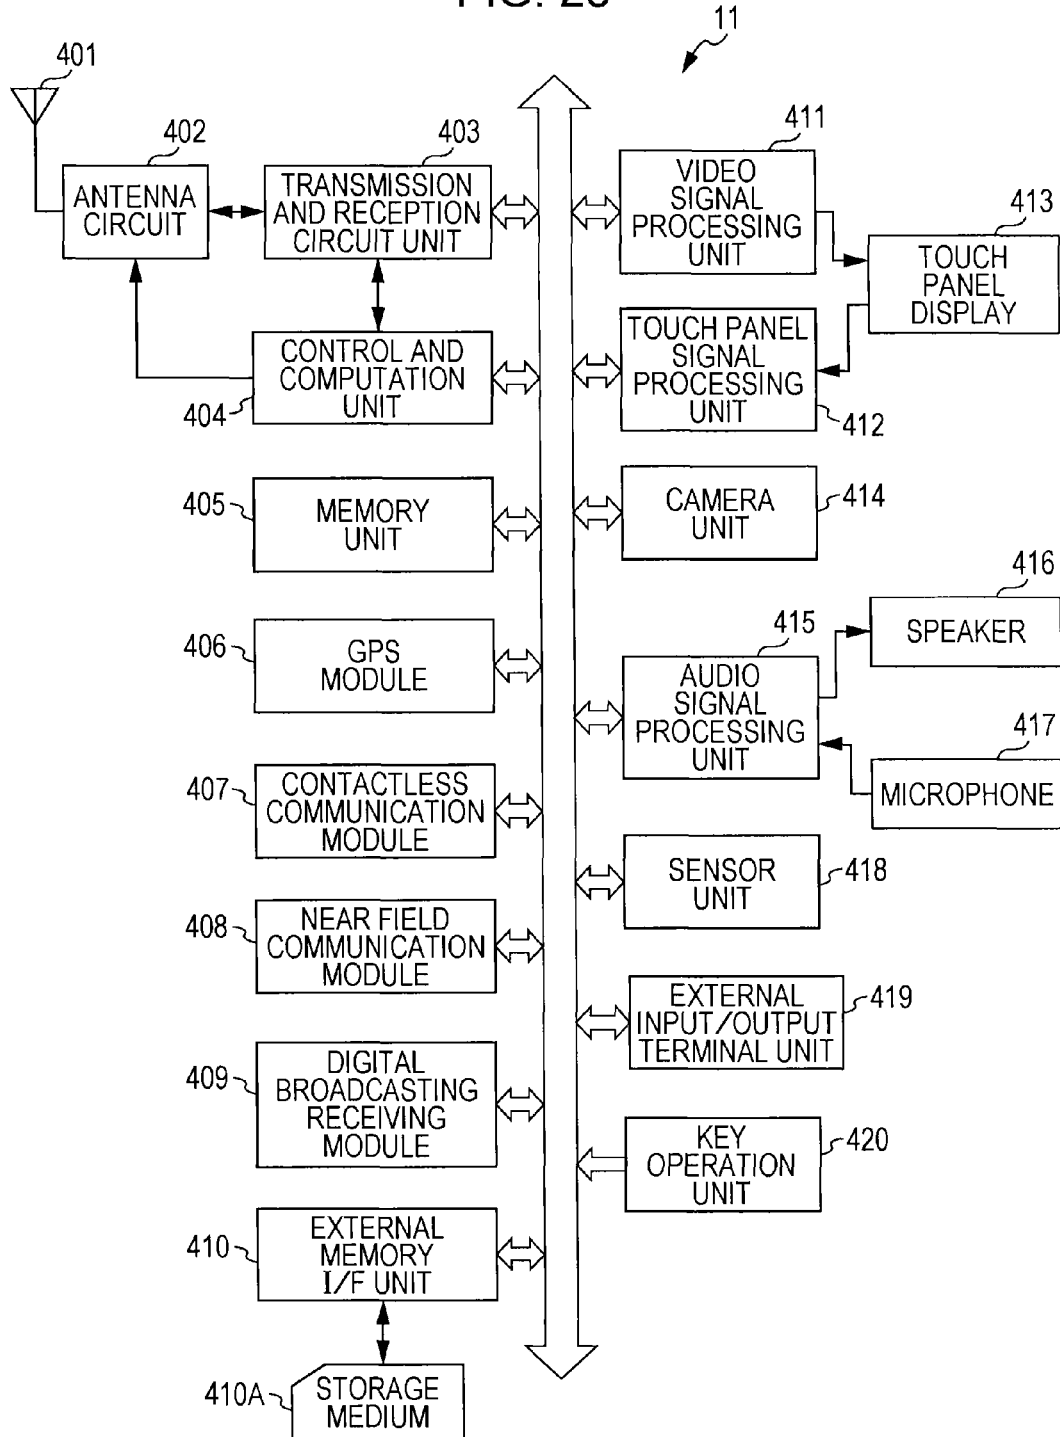 11
401
402
ANTENNA
CIRCUIT
403
TRANSMISSION
AND RECEPTION
CIRCUIT UNIT
CONTROL AND
COMPUTATION
UNIT
404
405
MEMORY
UNIT
406
GPS
MODULE
407
CONTACTLESS
COMMUNICATION
MODULE
408
NEAR FIELD
COMMUNICATION
MODULE
409
DIGITAL
BROADCASTING
RECEIVING
MODULE
410
EXTERNAL
MEMORY
I/F UNIT
410A
STORAGE
MEDIUM
411
VIDEO
SIGNAL
PROCESSING
UNIT
413
TOUCH
PANEL
DISPLAY
TOUCH PANEL
SIGNAL
PROCESSING
UNIT
412
CAMERA
UNIT
414
415
AUDIO
SIGNAL
PROCESSING
UNIT
416
SPEAKER
417
MICROPHONE
SENSOR
UNIT
418
EXTERNAL
INPUT/OUTPUT
TERMINAL UNIT
419
KEY
OPERATION
UNIT
420